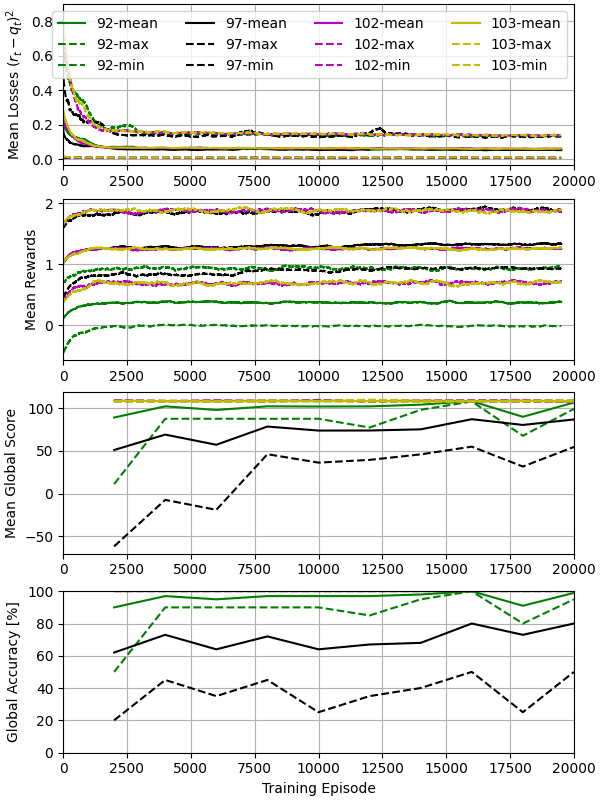 Mean Losses (r_t − q_t)^2
0.8
0.6
0.4
0.2
0.0
92-mean 97-mean 102-mean 103-mean
92-max 97-max 102-max 103-max
92-min 97-min 102-min 103-min
0 2500 5000 7500 10000 12500 15000 17500 20000
Mean Rewards
2
1
0
0 2500 5000 7500 10000 12500 15000 17500 20000
Mean Global Score
100
50
0
−50
0 2500 5000 7500 10000 12500 15000 17500 20000
Global Accuracy [%]
100
80
60
40
20
0
0 2500 5000 7500 10000 12500 15000 17500 20000
Training Episode